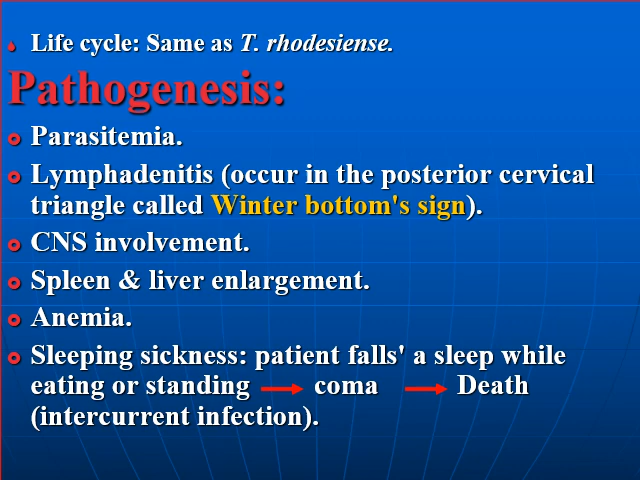 Life cycle: Same as T. rhodesiense.
Pathogenesis:
Parasitemia.
Lymphadenitis (occur in the posterior cervical
triangle called Winter bottom's sign).
CNS involvement.
Spleen & liver enlargement.
Anemia.
Sleeping sickness: patient falls' a sleep while
eating or standing → coma → Death
(intercurrent infection).